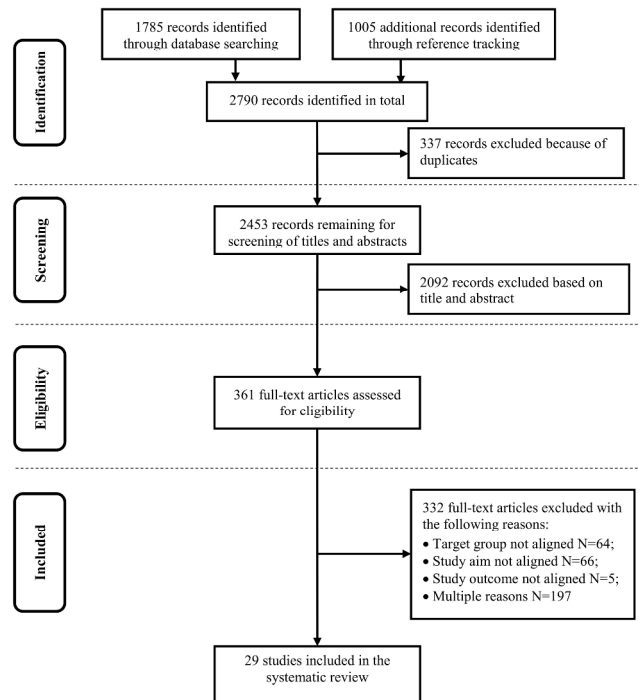 1785 records identified
through database searching
1005 additional records identified
through reference tracking
Identification
2790 records identified in total
337 records excluded because of
duplicates
Screening
2453 records remaining for
screening of titles and abstracts
2092 records excluded based on
title and abstract
Eligibility
361 full-text articles assessed
for eligibility
Included
332 full-text articles excluded with
the following reasons:
• Target group not aligned N=64;
• Study aim not aligned N=66;
• Study outcome not aligned N=5;
• Multiple reasons N=197
29 studies included in the
systematic review